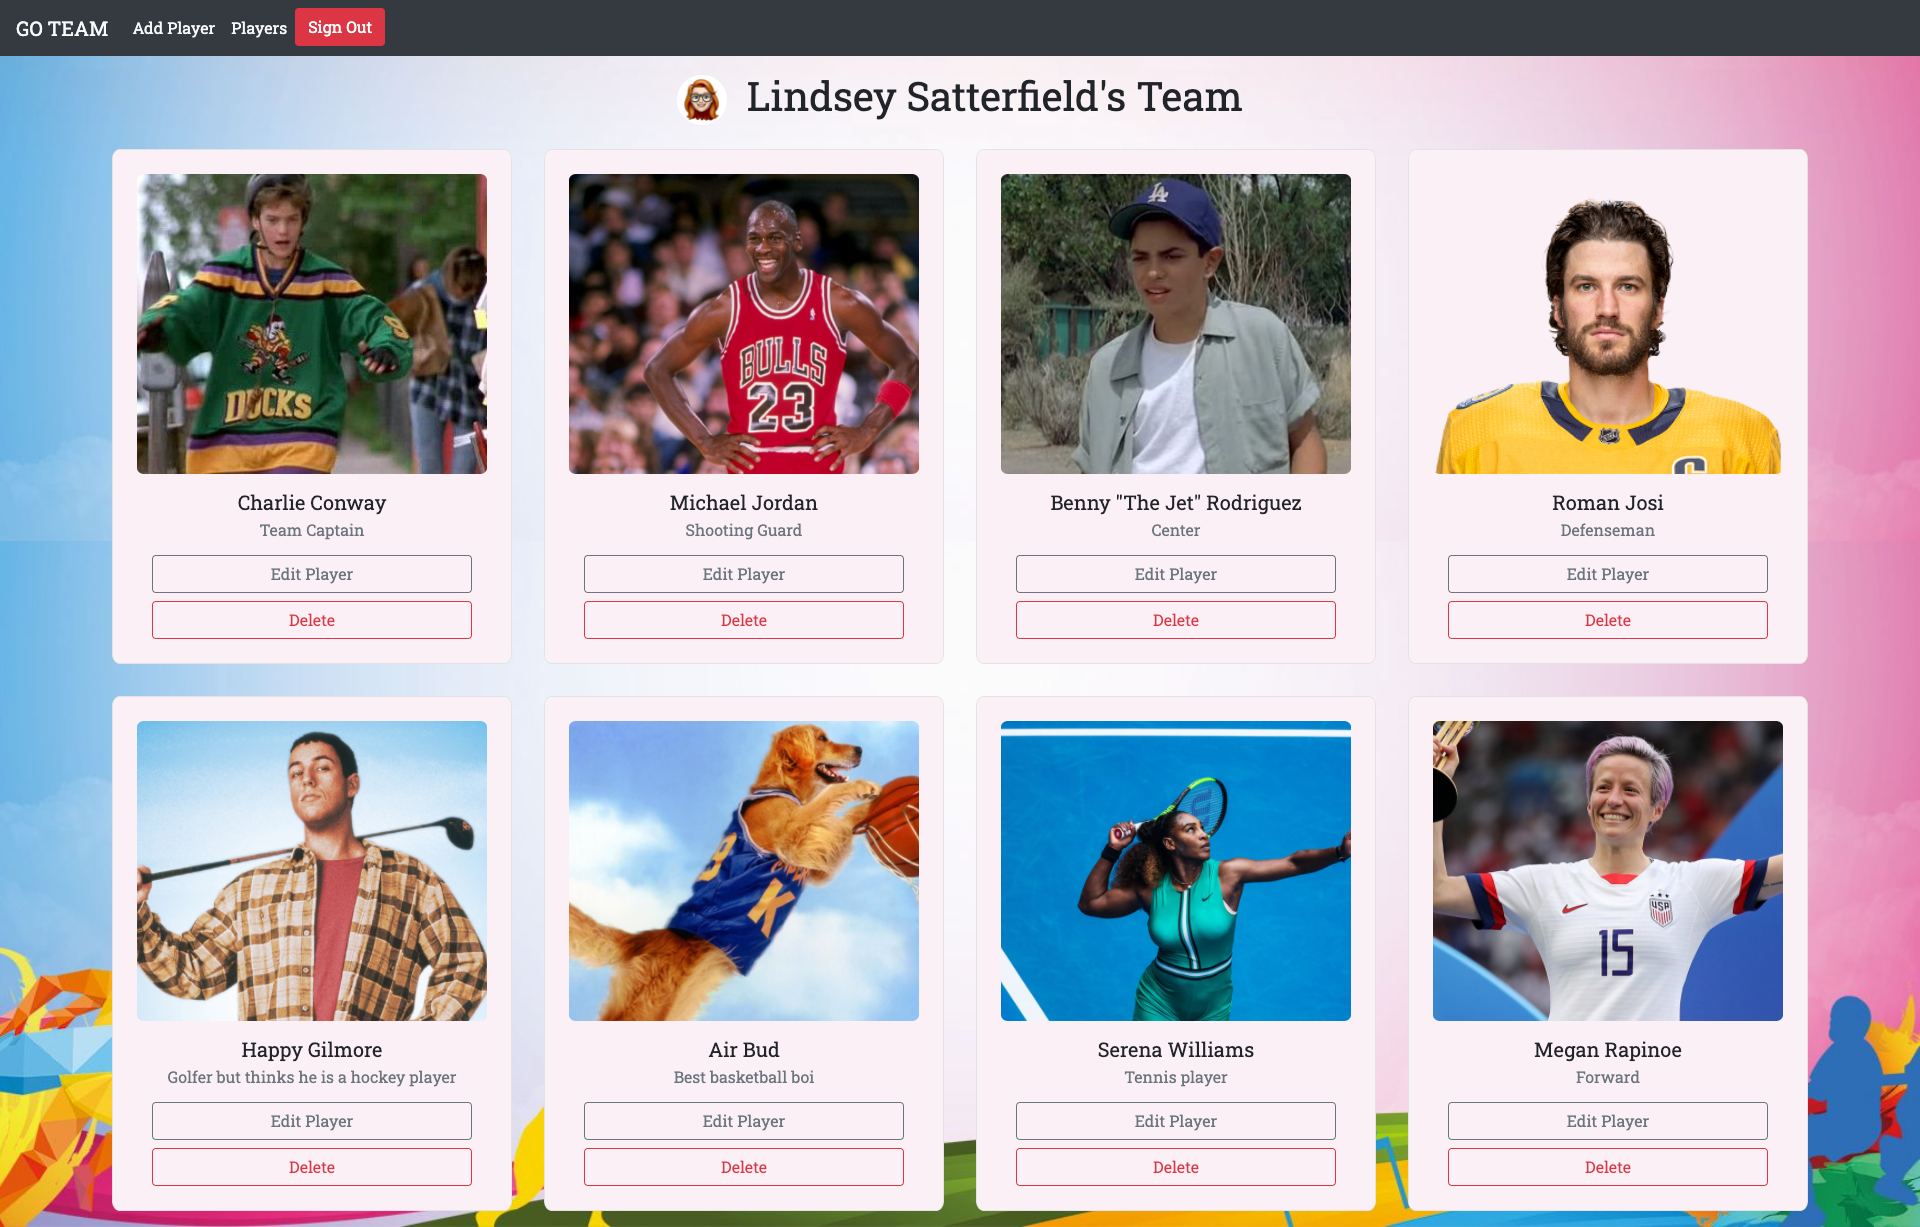 GO TEAM Add Player Players Sign Out
Lindsey Satterfield's Team
DUCKS
BULLS
23
LA
C
Charlie Conway
Team Captain
Edit Player
Delete
Michael Jordan
Shooting Guard
Edit Player
Delete
Benny "The Jet" Rodriguez
Center
Edit Player
Delete
Roman Josi
Defenseman
Edit Player
Delete
B
K
USA
15
Happy Gilmore
Golfer but thinks he is a hockey player
Edit Player
Delete
Air Bud
Best basketball boi
Edit Player
Delete
Serena Williams
Tennis player
Edit Player
Delete
Megan Rapinoe
Forward
Edit Player
Delete